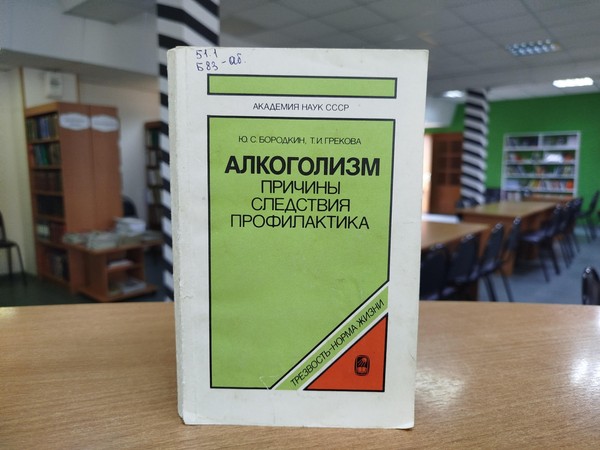 51.1
Б83 - аб.
АКАДЕМИЯ НАУК СССР
Ю. С. БОРОДКИН, Т. И. ГРЕКОВА
АЛКОГОЛИЗМ
ПРИЧИНЫ
СЛЕДСТВИЯ
ПРОФИЛАКТИКА
ТРЕЗВОСТЬ-НОРМА ЖИЗНИ